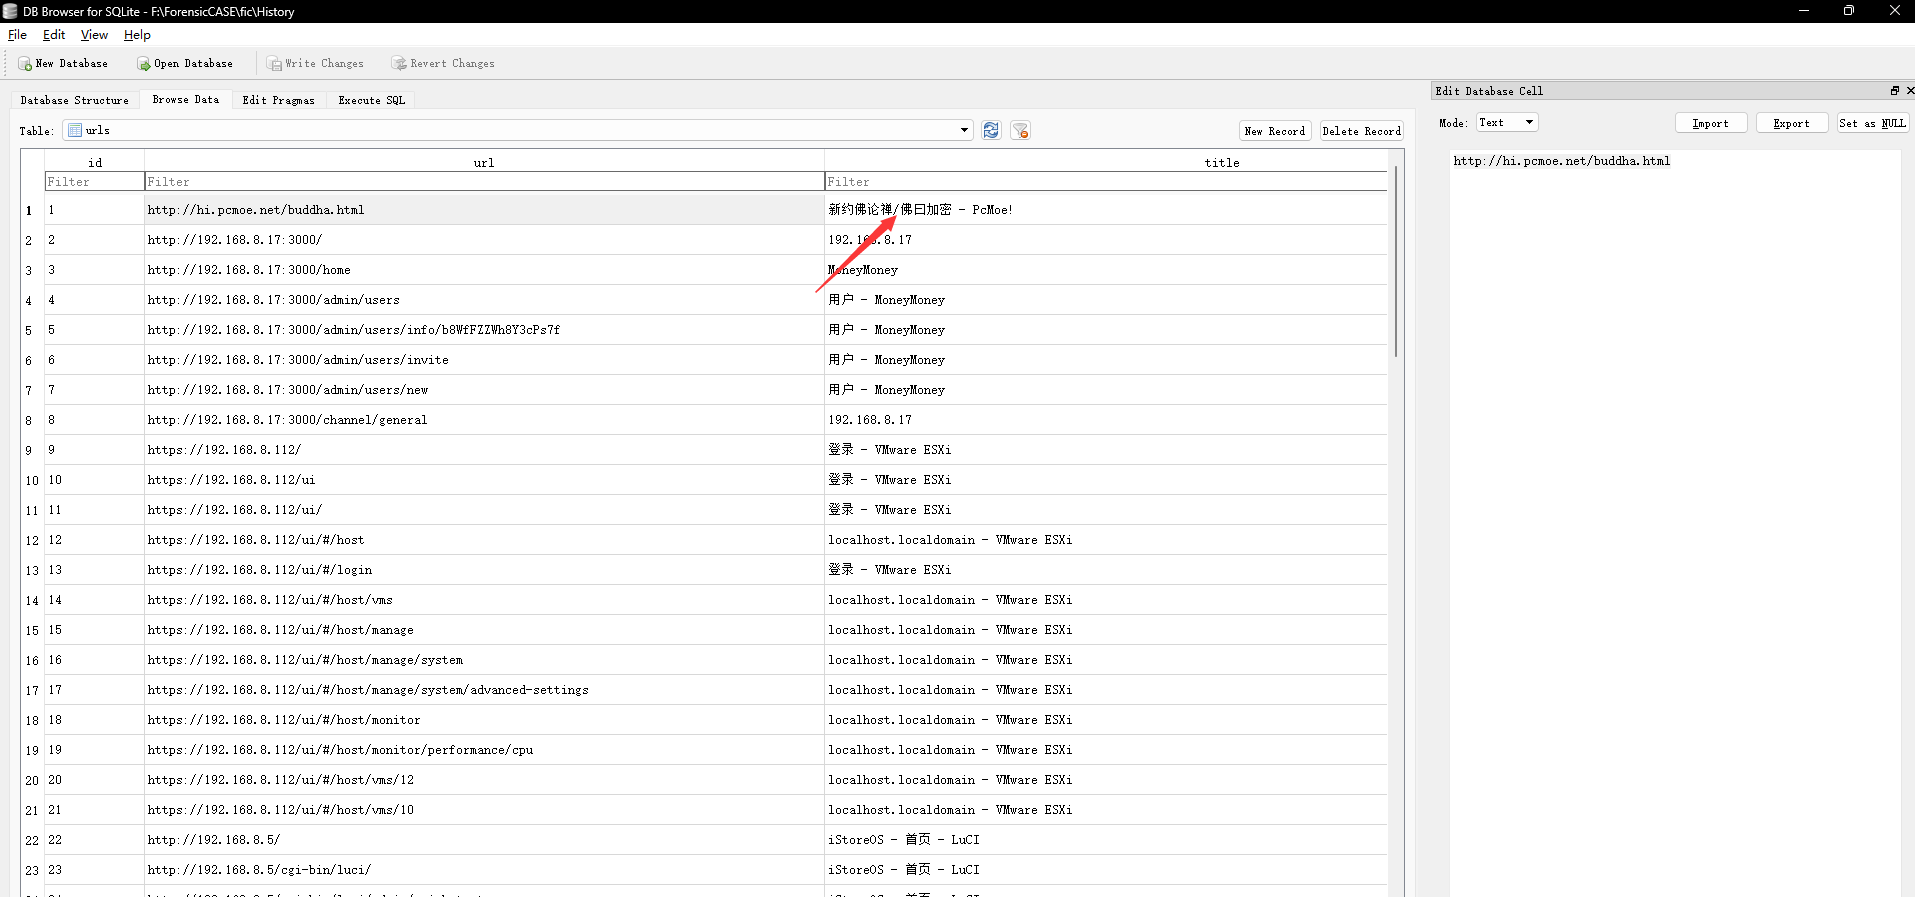 DB Browser for SQLite - F:\ForensicCASE\fic\History
File Edit View Help
New Database Open Database Write Changes Revert Changes
Database Structure Browse Data Edit Pragmas Execute SQL
Table: urls New Record Delete Record
id url title
Filter Filter Filter
1 1 http://hi.pcmoe.net/buddha.html 新约佛论禅/佛曰加密 - PcMoe!
2 2 http://192.168.8.17:3000/ 192.168.8.17
3 3 http://192.168.8.17:3000/home MoneyMoney
4 4 http://192.168.8.17:3000/admin/users 用户 - MoneyMoney
5 5 http://192.168.8.17:3000/admin/users/info/b8WfFZZWh8Y3cPs7f 用户 - MoneyMoney
6 6 http://192.168.8.17:3000/admin/users/invite 用户 - MoneyMoney
7 7 http://192.168.8.17:3000/admin/users/new 用户 - MoneyMoney
8 8 http://192.168.8.17:3000/channel/general 192.168.8.17
9 9 https://192.168.8.112/ 登录 - VMware ESXi
10 10 https://192.168.8.112/ui 登录 - VMware ESXi
11 11 https://192.168.8.112/ui/ 登录 - VMware ESXi
12 12 https://192.168.8.112/ui/#/host localhost.localdomain - VMware ESXi
13 13 https://192.168.8.112/ui/#/login 登录 - VMware ESXi
14 14 https://192.168.8.112/ui/#/host/vms localhost.localdomain - VMware ESXi
15 15 https://192.168.8.112/ui/#/host/manage localhost.localdomain - VMware ESXi
16 16 https://192.168.8.112/ui/#/host/manage/system localhost.localdomain - VMware ESXi
17 17 https://192.168.8.112/ui/#/host/manage/system/advanced-settings localhost.localdomain - VMware ESXi
18 18 https://192.168.8.112/ui/#/host/monitor localhost.localdomain - VMware ESXi
19 19 https://192.168.8.112/ui/#/host/monitor/performance/cpu localhost.localdomain - VMware ESXi
20 20 https://192.168.8.112/ui/#/host/vms/12 localhost.localdomain - VMware ESXi
21 21 https://192.168.8.112/ui/#/host/vms/10 localhost.localdomain - VMware ESXi
22 22 http://192.168.8.5/ iStoreOS - 首页 - LuCI
23 23 http://192.168.8.5/cgi-bin/luci/ iStoreOS - 首页 - LuCI
Edit Database Cell
Mode: Text Import Export Set as NULL
http://hi.pcmoe.net/buddha.html